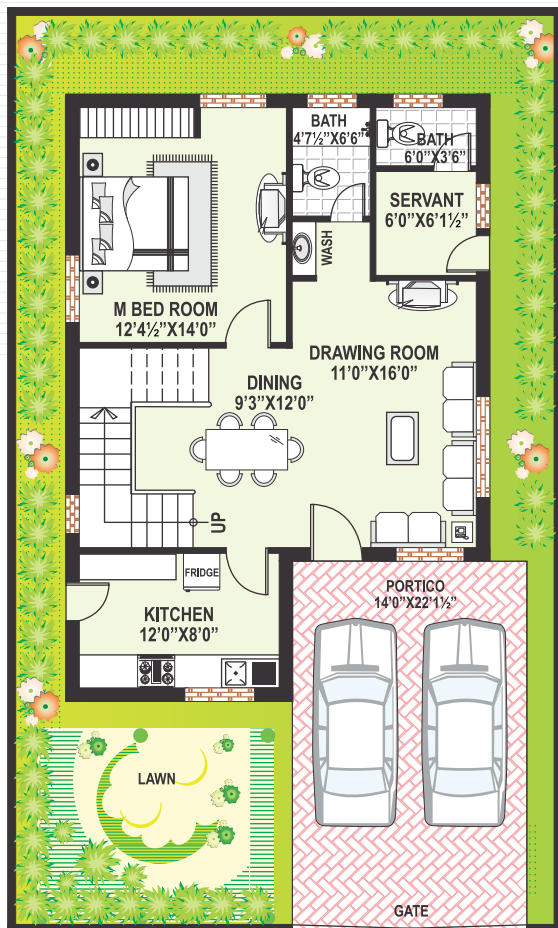 BATH
4'7½"X6'6"
BATH
6'0"X3'6"
SERVANT
6'0"X6'1½"
WASH
M BED ROOM
12'4½"X14'0"
DRAWING ROOM
11'0"X16'0"
DINING
9'3"X12'0"
UP
FRIDGE
KITCHEN
12'0"X8'0"
PORTICO
14'0"X22'1½"
LAWN
GATE